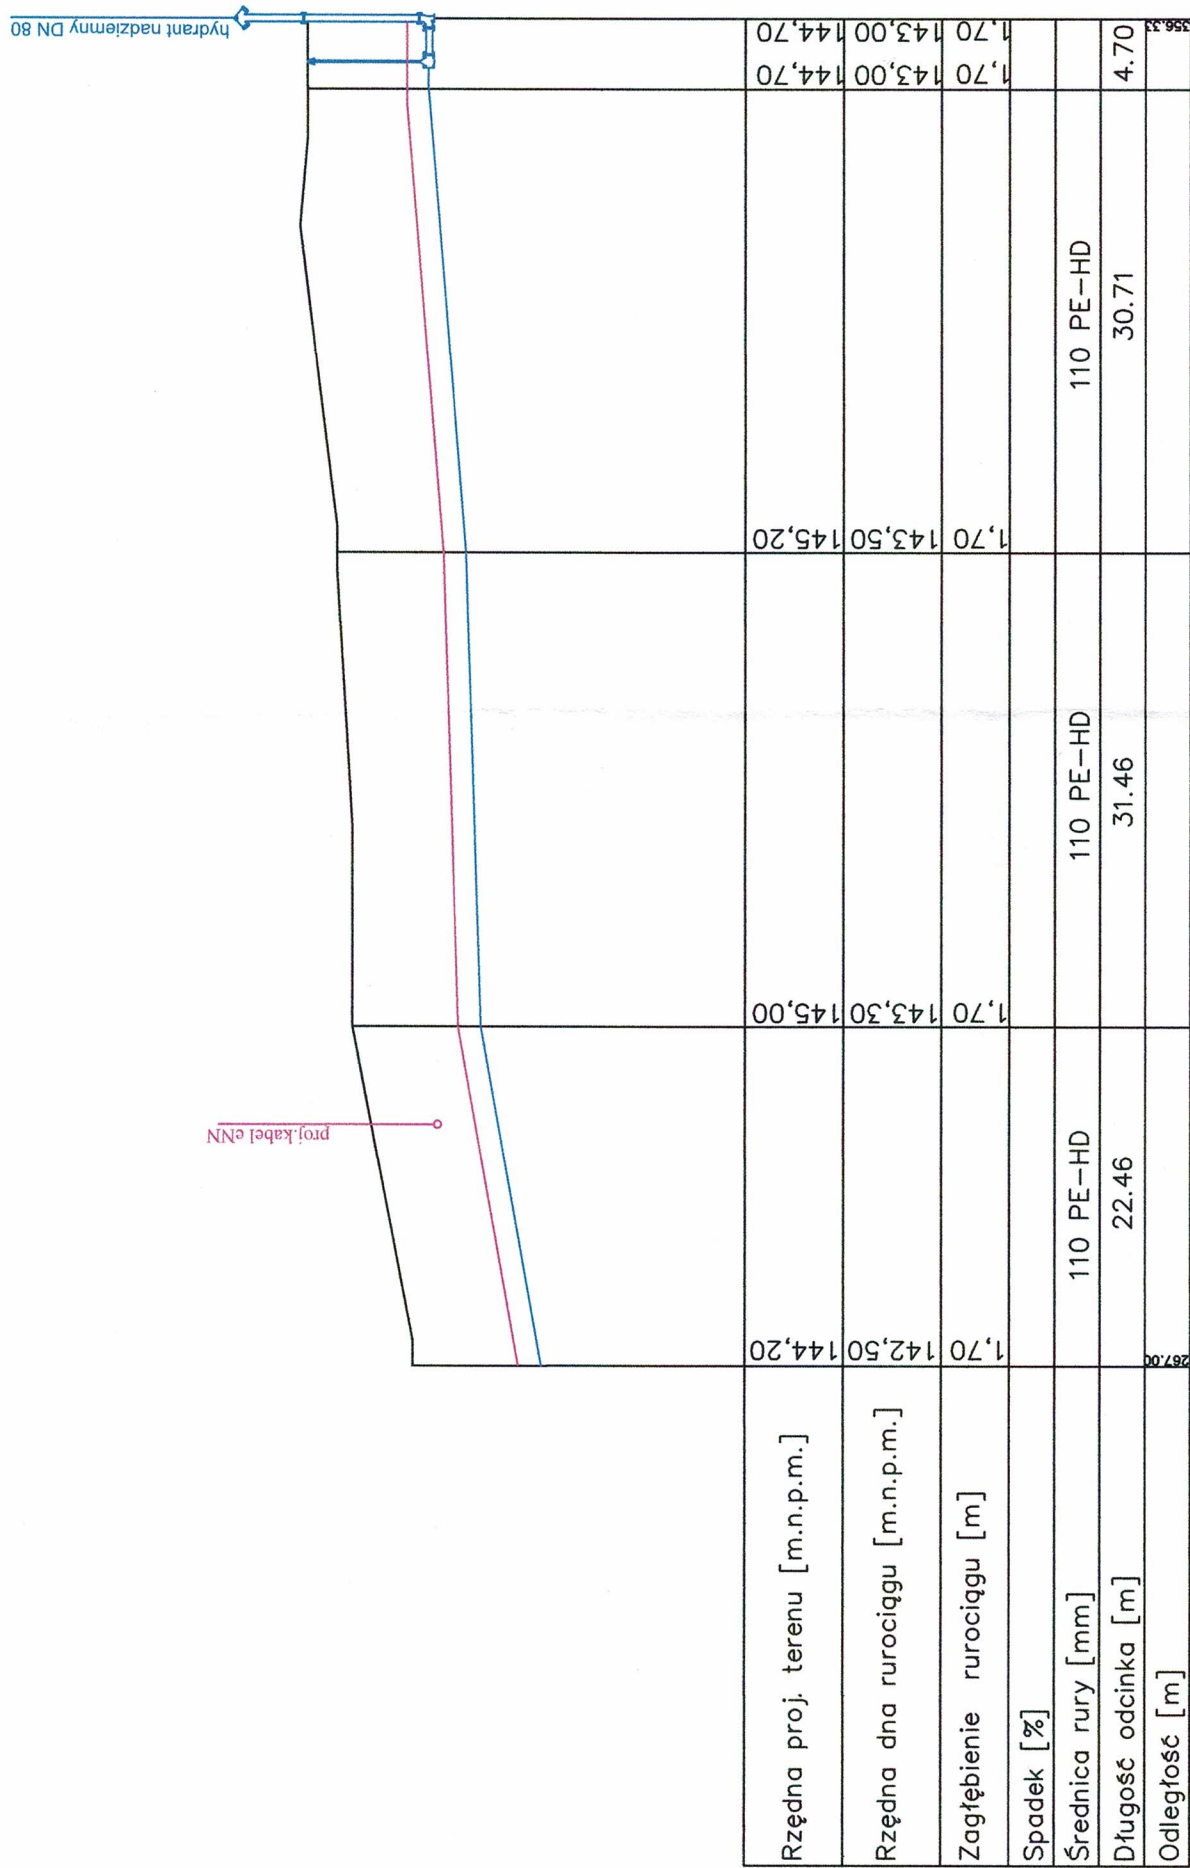 hydrant nadziemny DN 80
proj.kabel eNN
Rzędna proj. terenu [m.n.p.m.] 144,20 145,00 145,20 144,70 144,70
Rzędna dna rurociągu [m.n.p.m.] 142,50 143,30 143,50 143,00 143,00
Zagłębienie rurociągu [m] 1,70 1,70 1,70 1,70 1,70
Spadek [%]
Średnica rury [mm] 110 PE-HD 110 PE-HD 110 PE-HD
Długość odcinka [m] 22.46 31.46 30.71 4.70
Odległość [m] 267.00 356.33